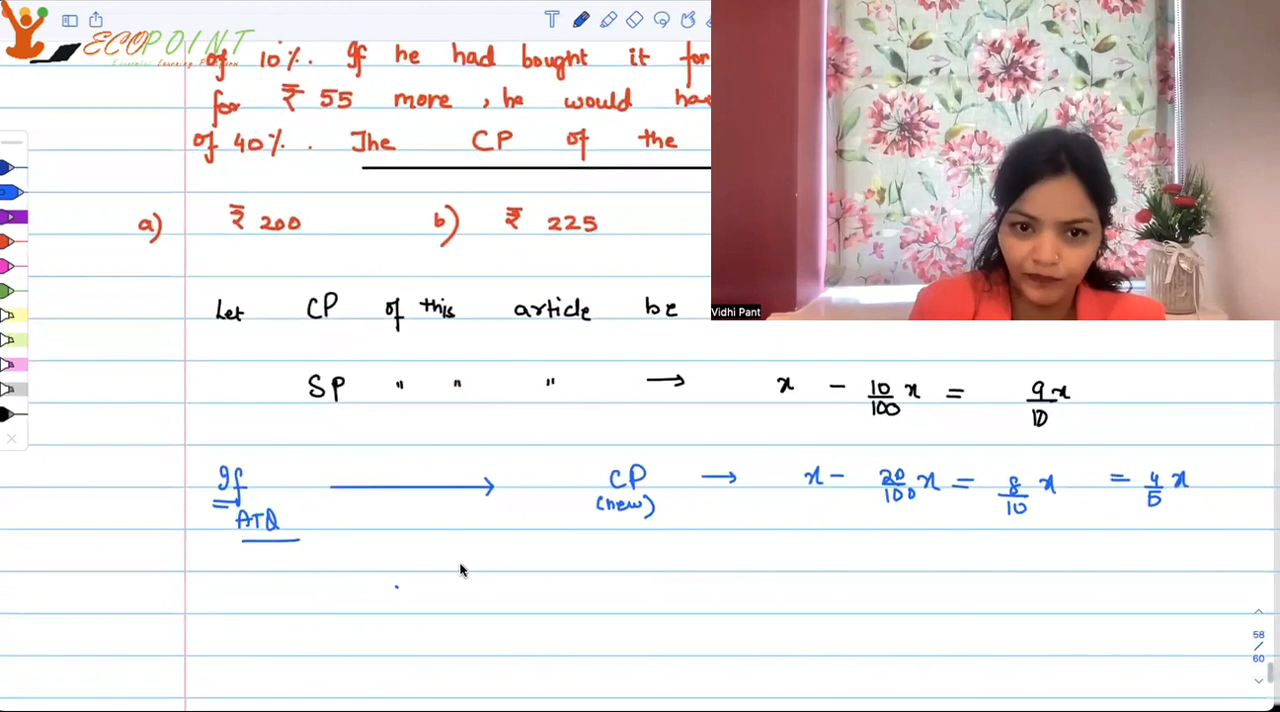 ECOPOINT
of 10%. If he had bought it for
for ₹ 55 more, he would hav
of 40%. The CP of the
a) ₹ 200 b) ₹ 225
Let CP of this article be
Vidhi Pant
SP " " " → x - 10/100 x = 9x/10
If → CP → x - 20/100 x = 8/10 x = 4/5 x
(new)
ATQ
58
/
60